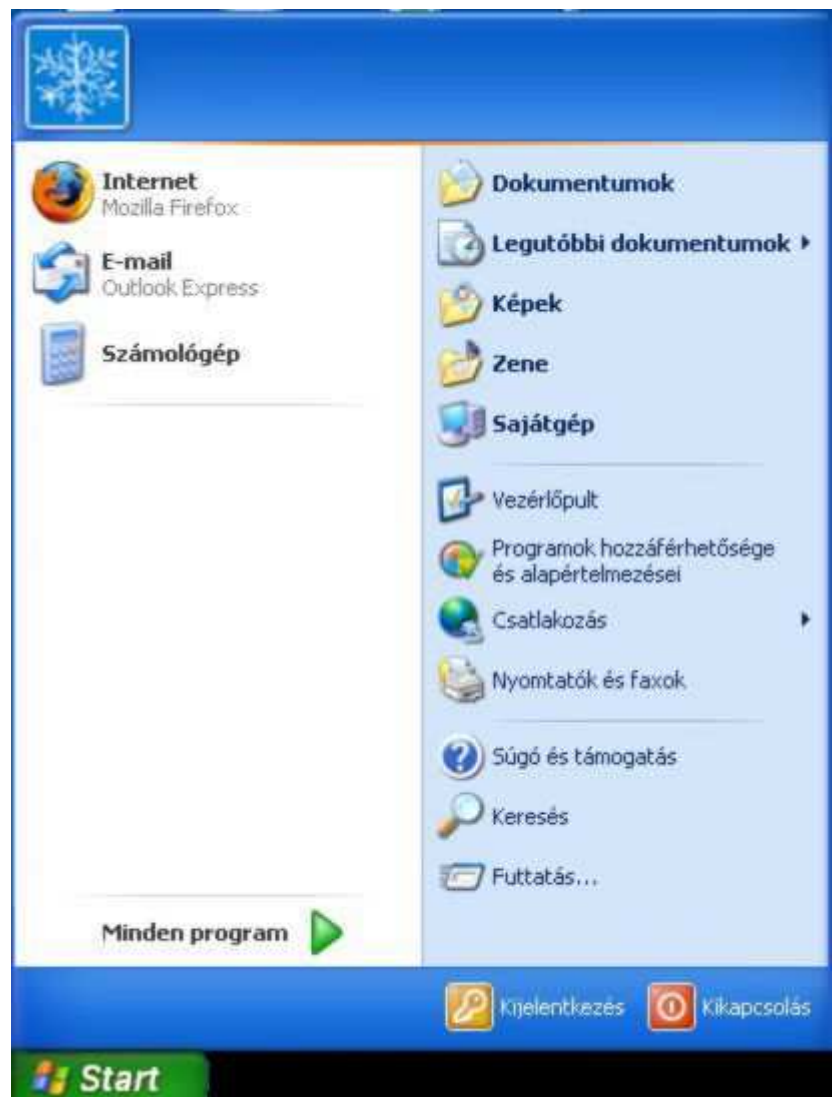 Internet
Mozilla Firefox
E-mail
Outlook Express
Számológép
Minden program
Dokumentumok
Legutóbbi dokumentumok
Képek
Zene
Sajátgép
Vezérlőpult
Programok hozzáférhetősége
és alapértelmezései
Csatlakozás
Nyomtatók és faxok
Súgó és támogatás
Keresés
Futtatás...
Kijelentkezés
Kikapcsolás
Start